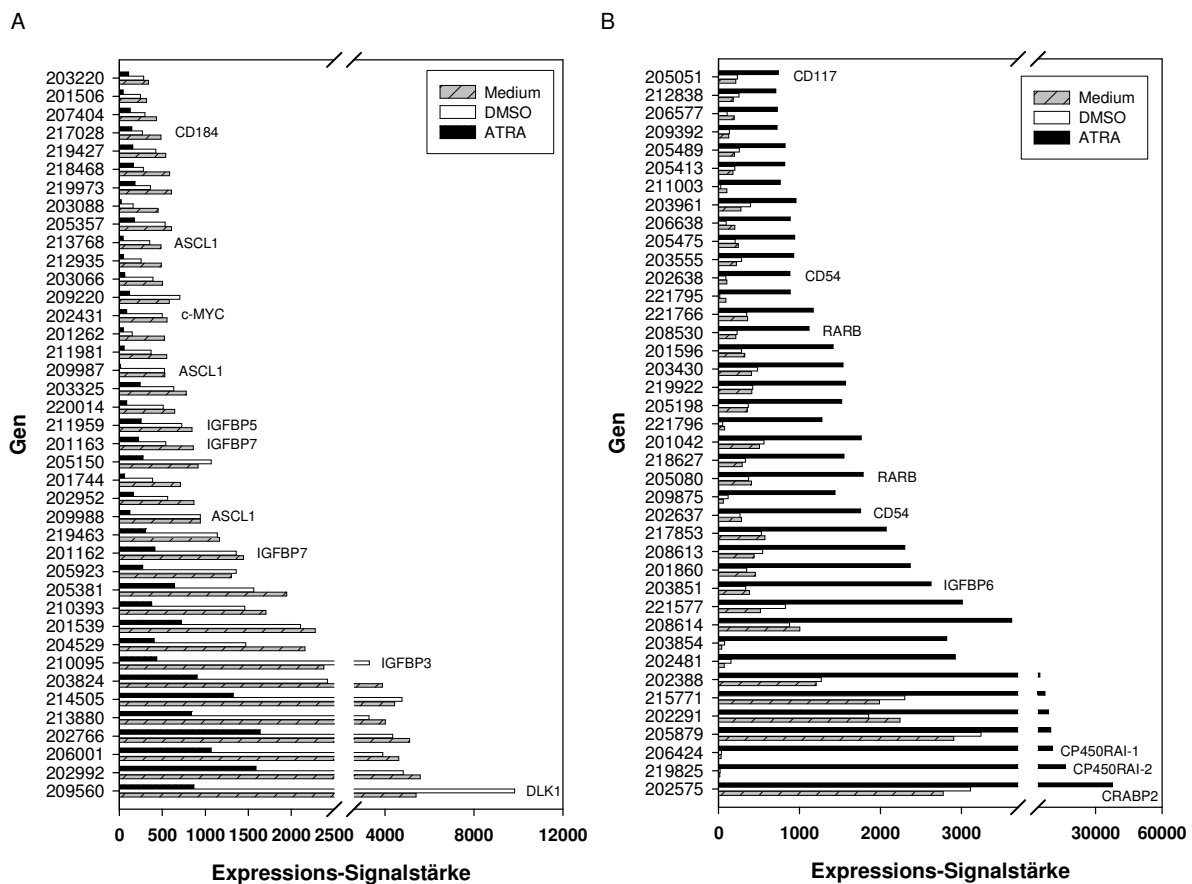 A
203220
201506
207404
217028 CD184
219427
218468
219973
203088
205357
213768 ASCL1
212935
203066
209220
202431 c-MYC
201262
211981
209987 ASCL1
203325
220014
211959 IGFBP5
201163 IGFBP7
205150
201744
202952
209988 ASCL1
219463
201162 IGFBP7
205923
205381
210393
201539
204529
210095 IGFBP3
203824
214505
213880
202766
206001
202992
209560 DLK1
Gen
Medium
DMSO
ATRA
0 500 1000 1500 2000 2500 4000 8000 12000
Expressions-Signalstärke
B
205051 CD117
212838
206577
209392
205489
205413
211003
203961
206638
205475
203555
202638 CD54
221795
221766
208530 RARB
201596
203430
219922
205198
221796
201042
218627
205080 RARB
209875
202637 CD54
217853
208613
201860
203851 IGFBP6
221577
208614
203854
202481
202388
215771
202291
205879
206424 CP450RAI-1
219825 CP450RAI-2
202575 CRABP2
Gen
Medium
DMSO
ATRA
0 1000 2000 3000 30000 60000
Expressions-Signalstärke